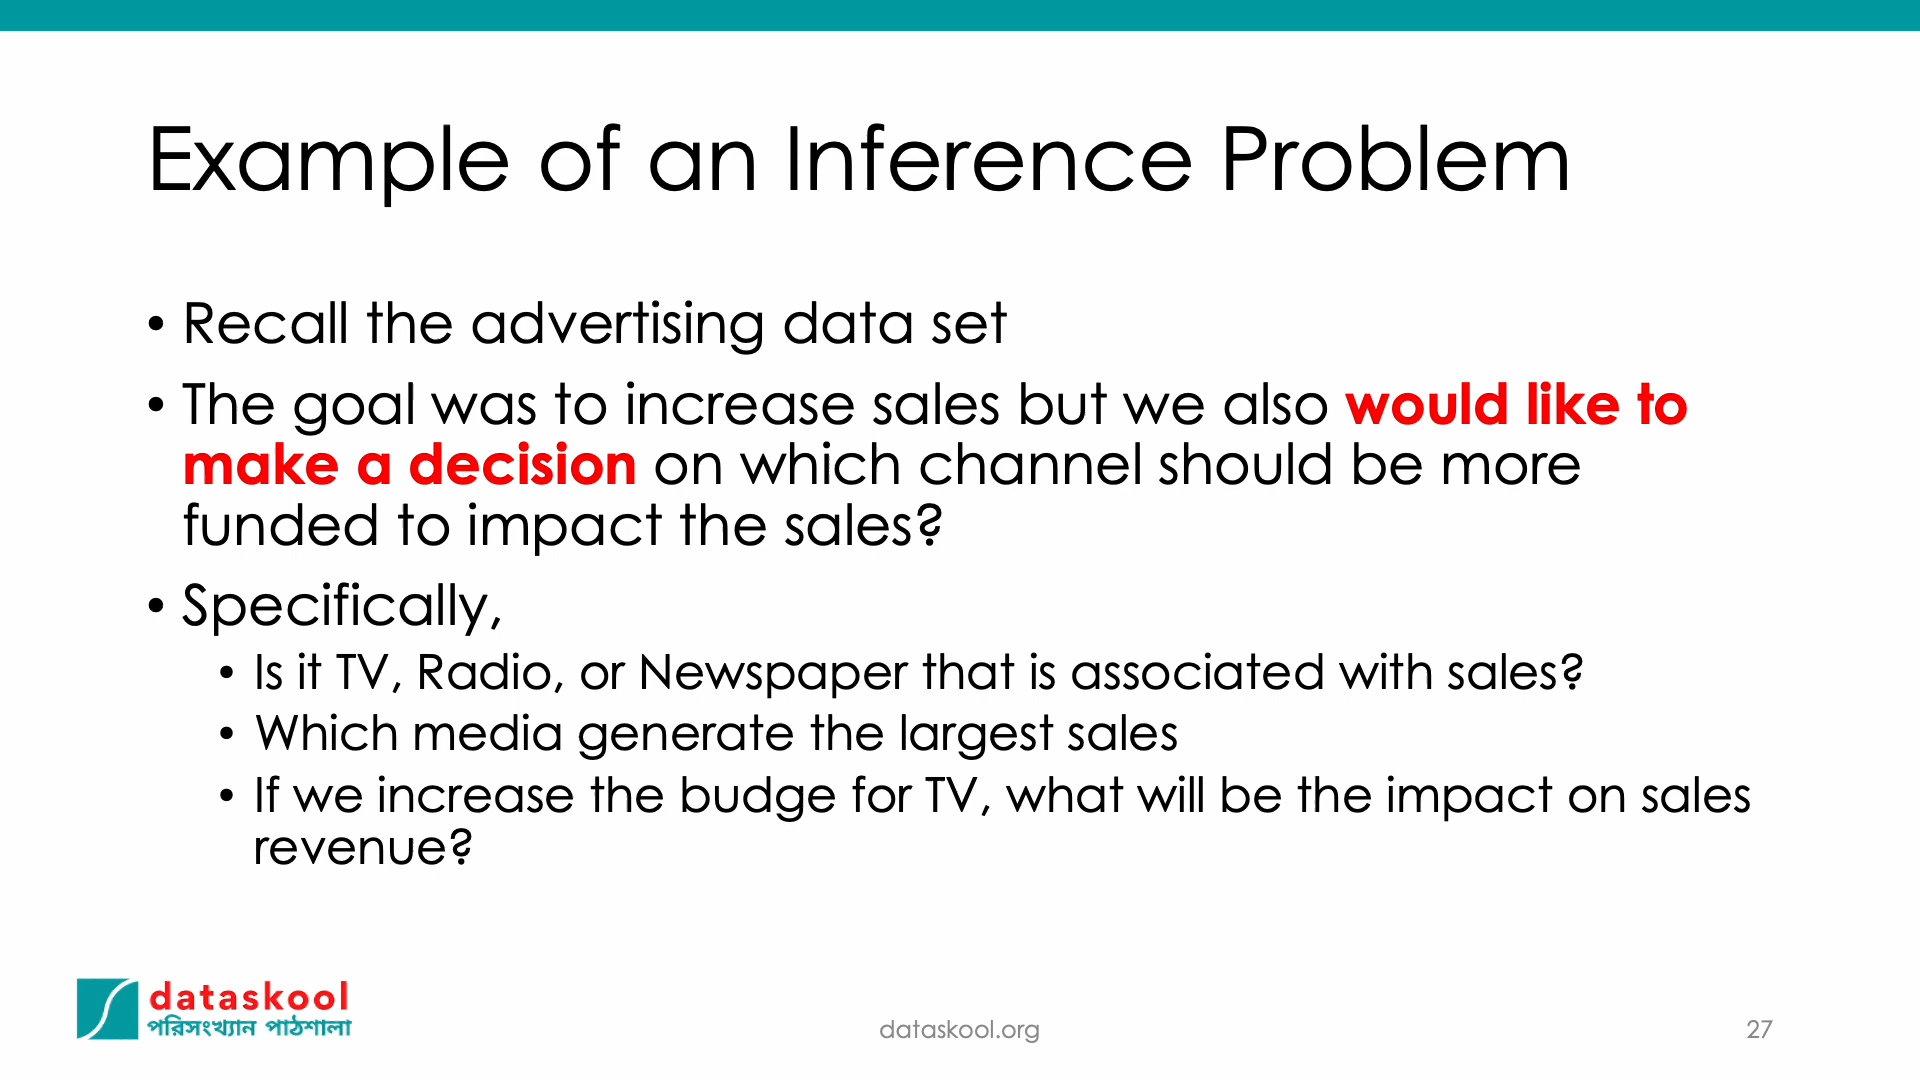 Example of an Inference Problem
• Recall the advertising data set
• The goal was to increase sales but we also would like to
make a decision on which channel should be more
funded to impact the sales?
• Specifically,
• Is it TV, Radio, or Newspaper that is associated with sales?
• Which media generate the largest sales
• If we increase the budge for TV, what will be the impact on sales
revenue?
dataskool
পরিসংখ্যান পাঠশালা
dataskool.org
27